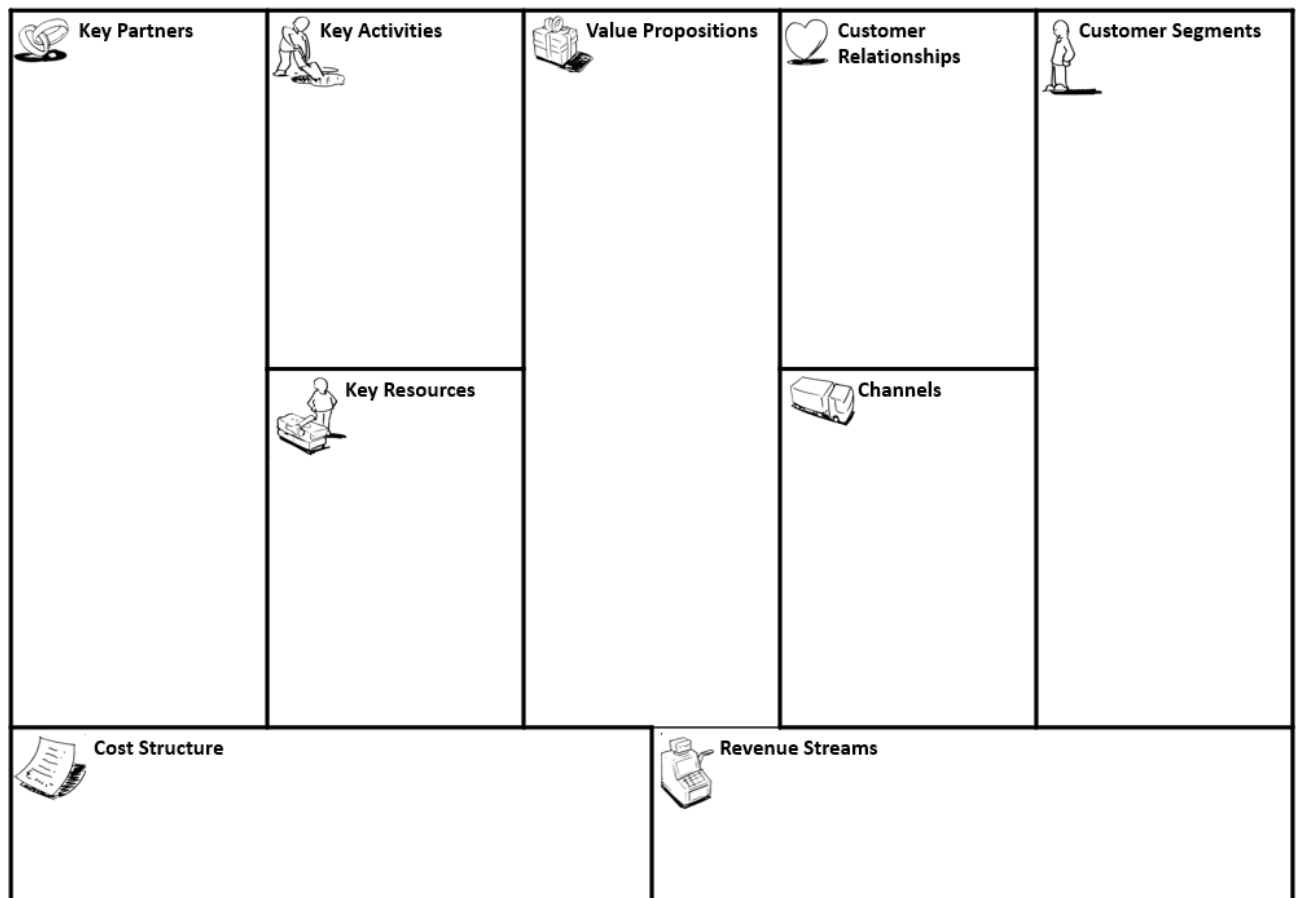 Key Partners
Key Activities
Value Propositions
Customer
Relationships
Customer Segments
Key Resources
Channels
Cost Structure
Revenue Streams